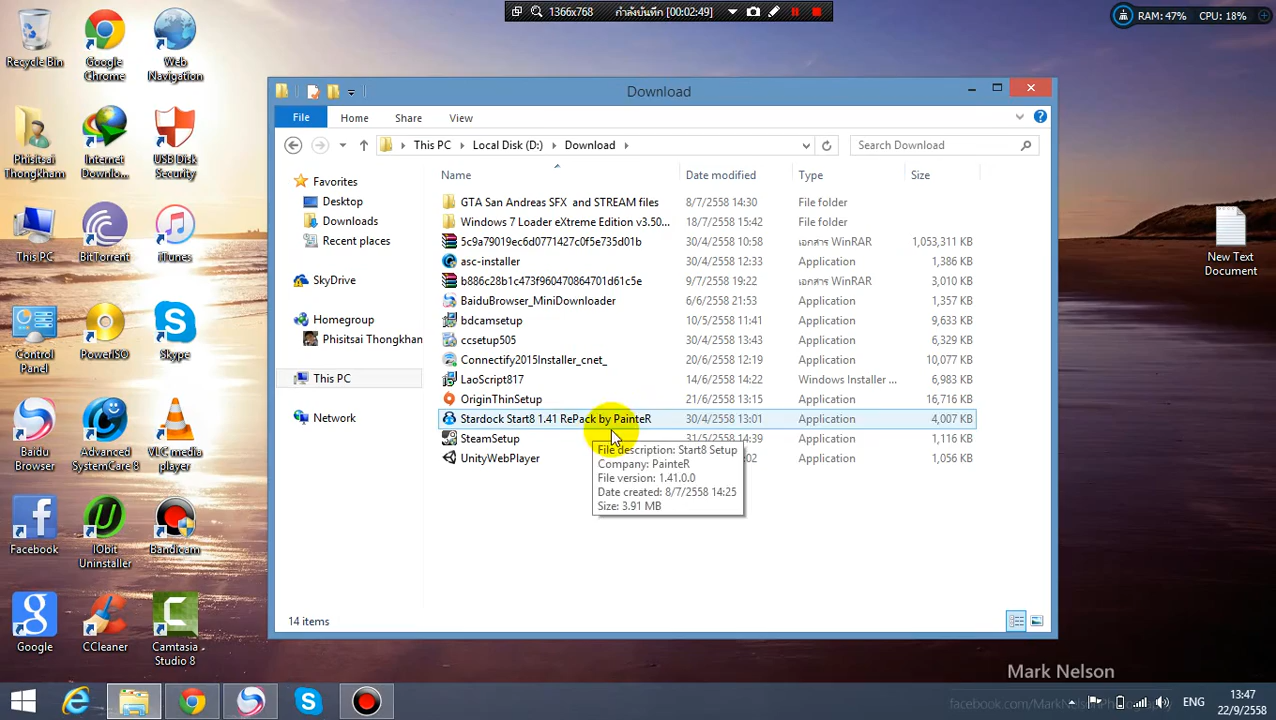 1366x768 กำลังบันทึก [00:02:49]
RAM: 47% CPU: 18%
Recycle Bin
Google Chrome
Web Navigation
Phisitsai Thongkham
Internet Downlo...
USB Disk Security
This PC
BitTorrent
iTunes
Control Panel
PowerISO
Skype
Baidu Browser
Advanced SystemCare 8
VLC media player
Facebook
IObit Uninstaller
Bandicam
Google
CCleaner
Camtasia Studio 8
New Text Document
Download
File Home Share View
This PC Local Disk (D:) Download
Search Download
Favorites
Desktop
Downloads
Recent places
SkyDrive
Homegroup
Phisitsai Thongkhan
This PC
Network
Name Date modified Type Size
GTA San Andreas SFX and STREAM files 8/7/2558 14:30 File folder
Windows 7 Loader eXtreme Edition v3.50... 18/7/2558 15:42 File folder
5c9a79019ec6d0771427c0f5e735d01b 30/4/2558 10:58 เอกสาร WinRAR 1,053,311 KB
asc-installer 30/4/2558 12:33 Application 1,386 KB
b886c28b1c473f960470864701d61c5e 9/7/2558 19:22 เอกสาร WinRAR 3,010 KB
BaiduBrowser_MiniDownloader 6/6/2558 21:53 Application 1,357 KB
bdcamsetup 10/5/2558 11:41 Application 9,633 KB
ccsetup505 30/4/2558 13:43 Application 6,329 KB
Connectify2015Installer_cnet_ 20/6/2558 12:19 Application 10,077 KB
LaoScript817 14/6/2558 14:22 Windows Installer ... 6,983 KB
OriginThinSetup 21/6/2558 13:15 Application 16,716 KB
Stardock Start8 1.41 RePack by PainteR 30/4/2558 13:01 Application 4,007 KB
SteamSetup 31/5/2558 14:39 Application 1,116 KB
UnityWebPlayer :02 Application 1,056 KB
File description: Start8 Setup
Company: PainteR
File version: 1.41.0.0
Date created: 8/7/2558 14:25
Size: 3.91 MB
14 items
Mark Nelson
facebook.com/MarkNelsonPhotography
ENG
13:47
22/9/2558